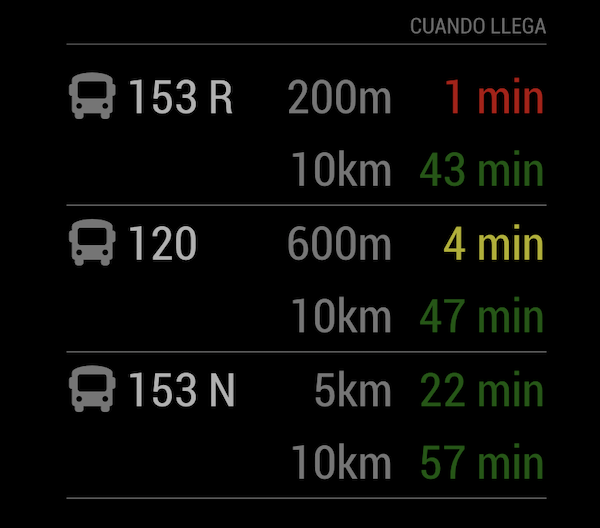 CUANDO LLEGA
153 R 200m 1 min
10km 43 min
120 600m 4 min
10km 47 min
153 N 5km 22 min
10km 57 min